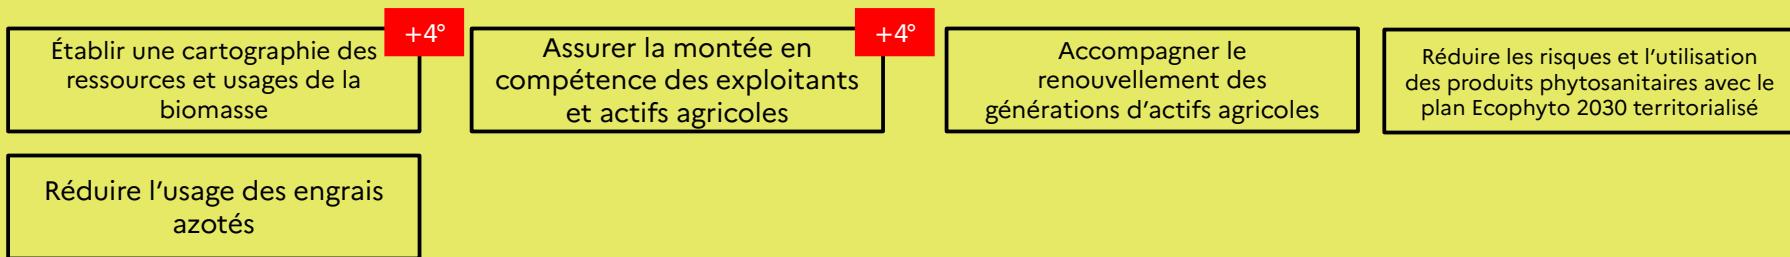 Établir une cartographie des
ressources et usages de la
biomasse
+4°
Assurer la montée en
compétence des exploitants
et actifs agricoles
+4°
Accompagner le
renouvellement des
générations d'actifs agricoles
Réduire les risques et l'utilisation
des produits phytosanitaires avec le
plan Ecophyto 2030 territorialisé
Réduire l'usage des engrais
azotés